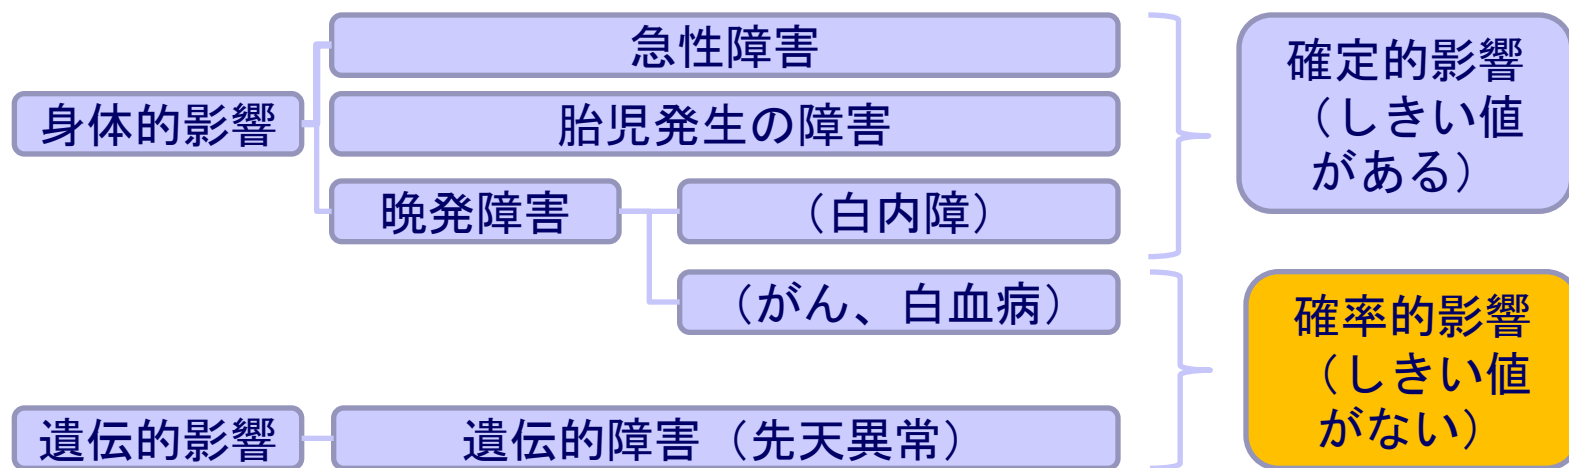 急性障害
身体的影響
胎児発生の障害
晩発障害
（白内障）
（がん、白血病）
遺伝的影響
遺伝的障害（先天異常）
確定的影響
（しきい値
がある）
確率的影響
（しきい値
がない）